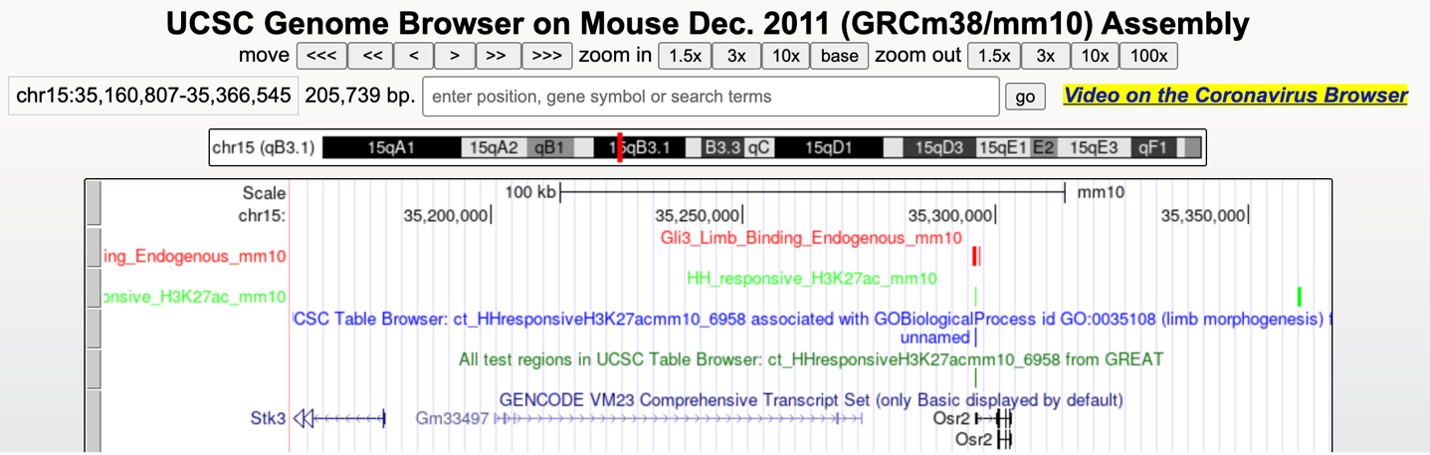 UCSC Genome Browser on Mouse Dec. 2011 (GRCm38/mm10) Assembly
move <<< << < > >> >>> zoom in 1.5x 3x 10x base zoom out 1.5x 3x 10x 100x
chr15:35,160,807-35,366,545 205,739 bp. enter position, gene symbol or search terms go Video on the Coronavirus Browser
chr15 (qB3.1) 15qA1 15qA2 qB1 15qB3.1 B3.3 qC 15qD1 15qD3 15qE1 E2 15qE3 qF1
Scale 100 kb mm10
chr15: 35,200,000 35,250,000 35,300,000 35,350,000
Gli3_Limb_Binding_Endogenous_mm10
ing_Endogenous_mm10
HH_responsive_H3K27ac_mm10
onsive_H3K27ac_mm10
CSC Table Browser: ct_HHresponsiveH3K27acmm10_6958 associated with GOBiologicalProcess id GO:0035108 (limb morphogenesis) f
unnamed
All test regions in UCSC Table Browser: ct_HHresponsiveH3K27acmm10_6958 from GREAT
GENCODE VM23 Comprehensive Transcript Set (only Basic displayed by default)
Stk3 Gm33497 Osr2
Osr2